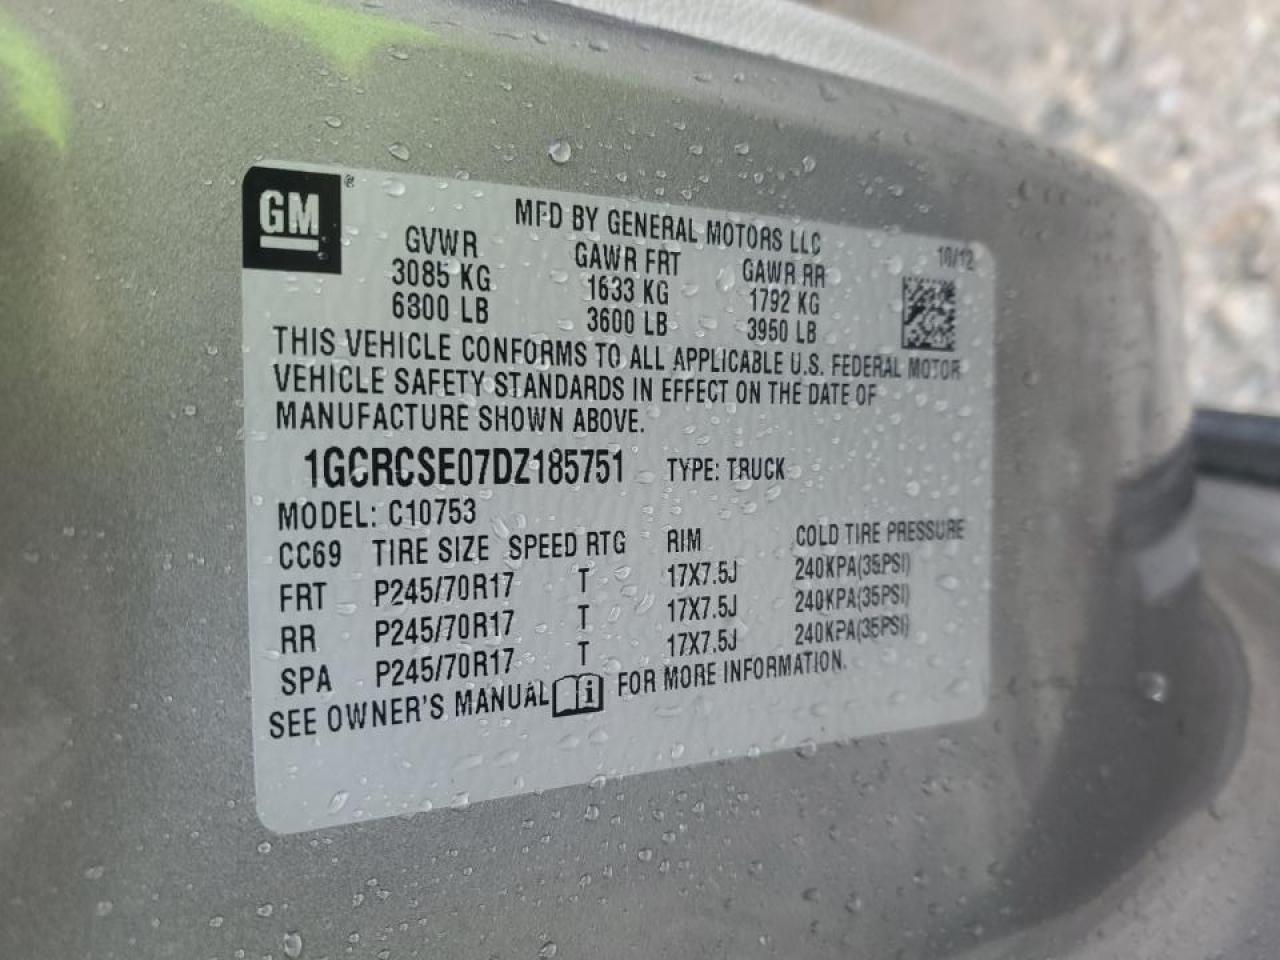 GM
MFD BY GENERAL MOTORS LLC
10/12
GVWR GAWR FRT GAWR RR
3085 KG 1633 KG 1792 KG
6300 LB 3600 LB 3950 LB
THIS VEHICLE CONFORMS TO ALL APPLICABLE U.S. FEDERAL MOTOR
VEHICLE SAFETY STANDARDS IN EFFECT ON THE DATE OF
MANUFACTURE SHOWN ABOVE.
1GCRCSE07DZ185751 TYPE: TRUCK
MODEL: C10753
CC69 TIRE SIZE SPEED RTG RIM COLD TIRE PRESSURE
FRT P245/70R17 T 17X7.5J 240KPA(35PSI)
RR P245/70R17 T 17X7.5J 240KPA(35PSI)
SPA P245/70R17 T 17X7.5J 240KPA(35PSI)
SEE OWNER'S MANUAL FOR MORE INFORMATION.